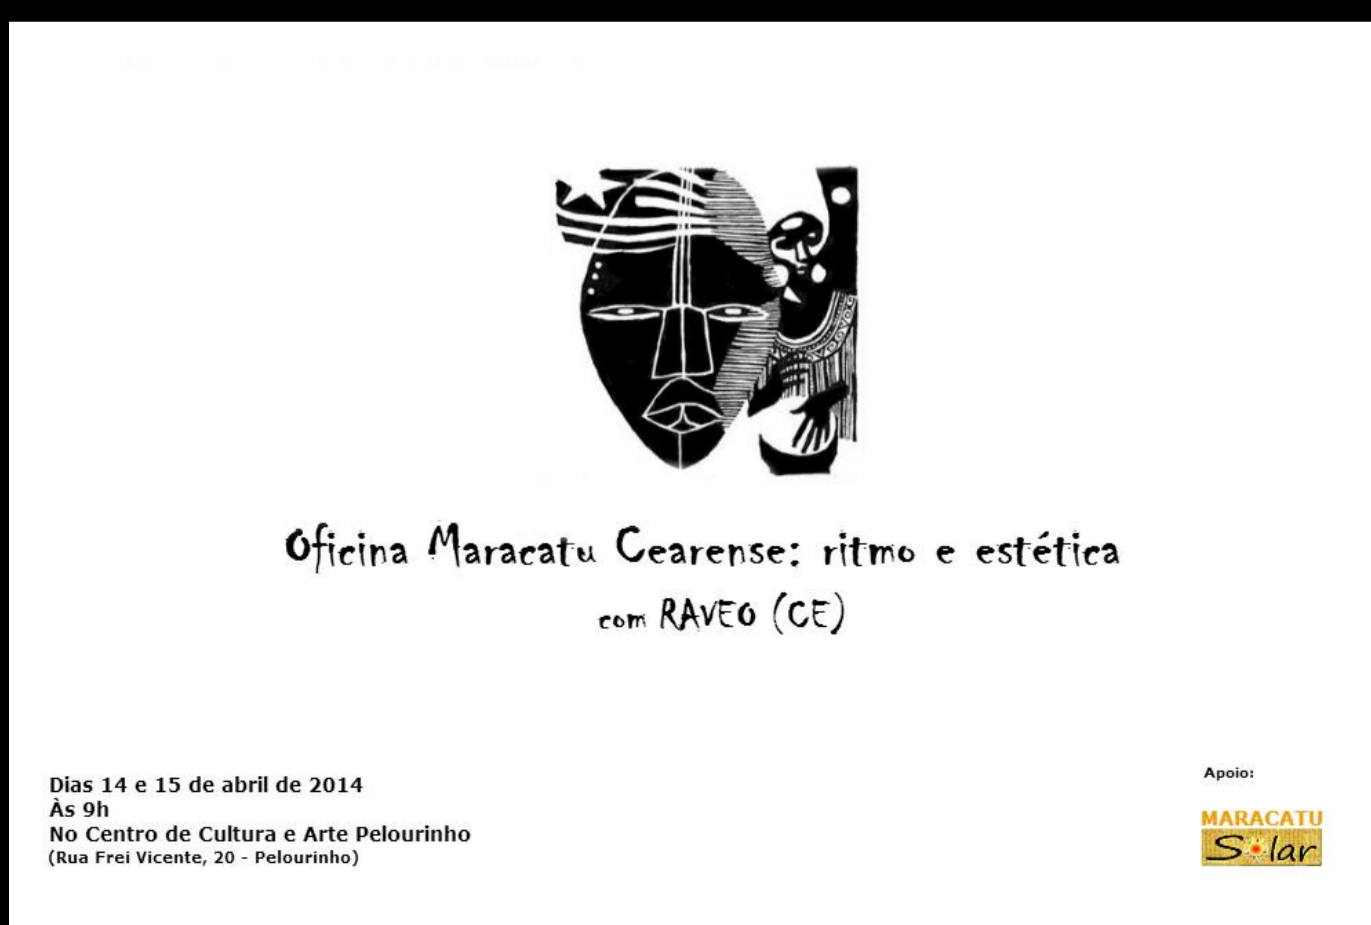 Oficina Maracatu Cearense: ritmo e estética
com RAVEO (CE)
Dias 14 e 15 de abril de 2014
Às 9h
No Centro de Cultura e Arte Pelourinho
(Rua Frei Vicente, 20 - Pelourinho)
Apoio:
MARACATU
Solar